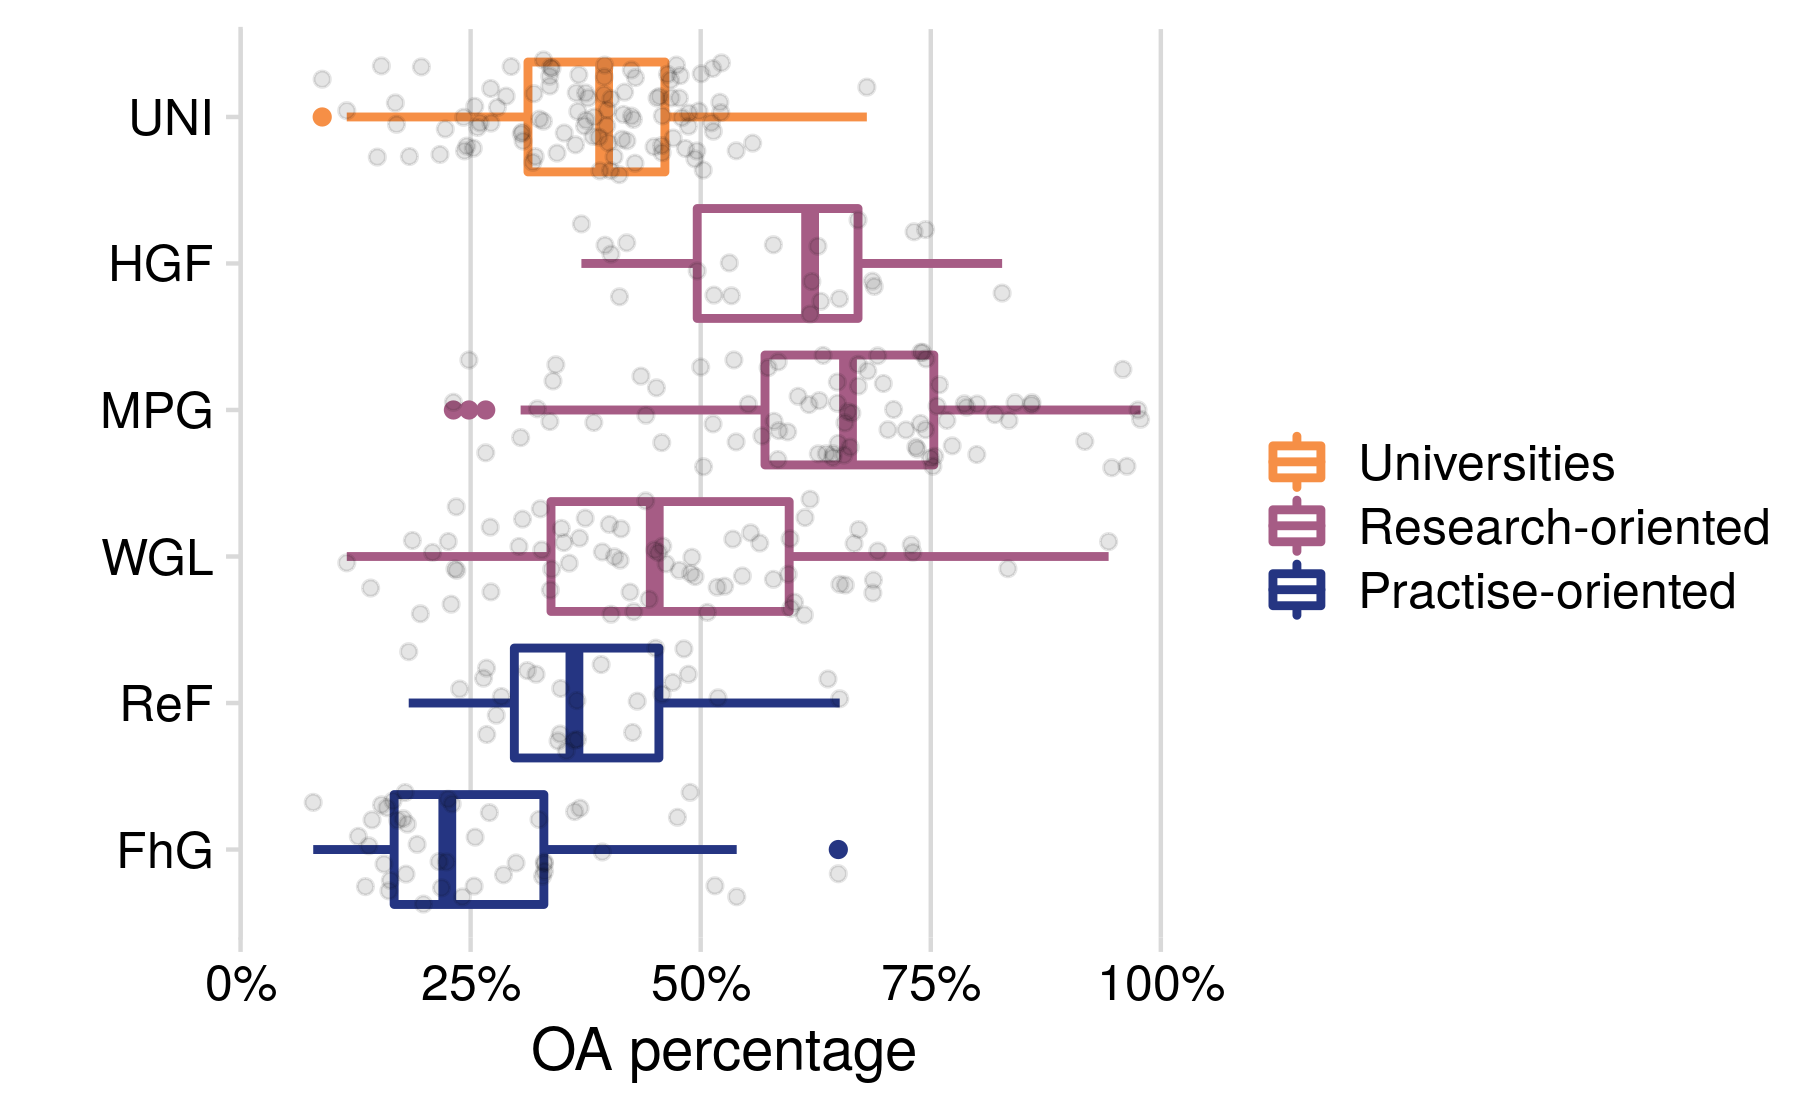 UNI
HGF
MPG
WGL
ReF
FhG
0% 25% 50% 75% 100%
OA percentage
Universities
Research-oriented
Practise-oriented